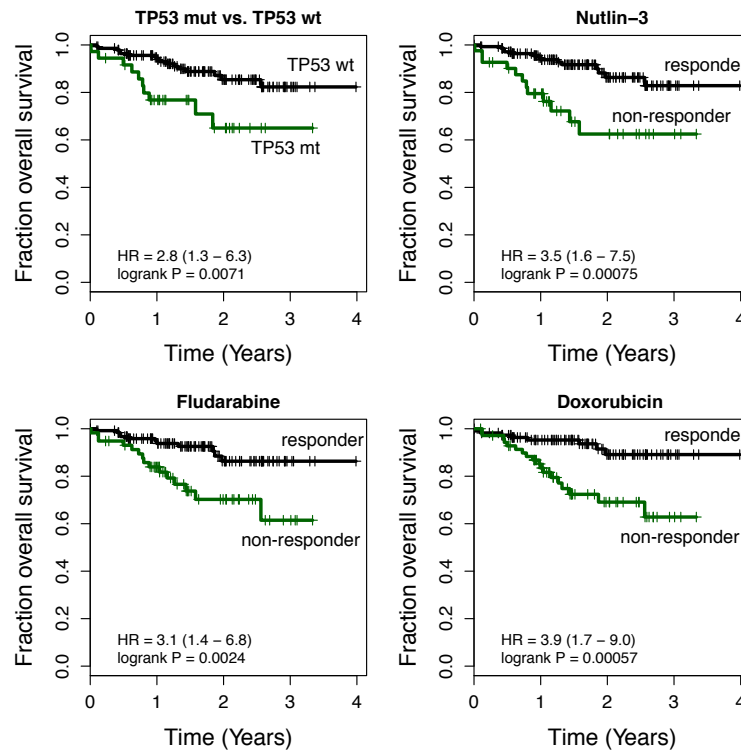 TP53 mut vs. TP53 wt
Fraction overall survival
1.0
0.8
0.6
0.4
0.2
0.0
TP53 wt
TP53 mt
HR = 2.8 (1.3 − 6.3)
logrank P = 0.0071
0 1 2 3 4
Time (Years)
Nutlin−3
Fraction overall survival
1.0
0.8
0.6
0.4
0.2
0.0
responde
non-responder
HR = 3.5 (1.6 − 7.5)
logrank P = 0.00075
0 1 2 3 4
Time (Years)
Fludarabine
Fraction overall survival
1.0
0.8
0.6
0.4
0.2
0.0
responder
non-responder
HR = 3.1 (1.4 − 6.8)
logrank P = 0.0024
0 1 2 3 4
Time (Years)
Doxorubicin
Fraction overall survival
1.0
0.8
0.6
0.4
0.2
0.0
responde
non-responder
HR = 3.9 (1.7 − 9.0)
logrank P = 0.00057
0 1 2 3 4
Time (Years)